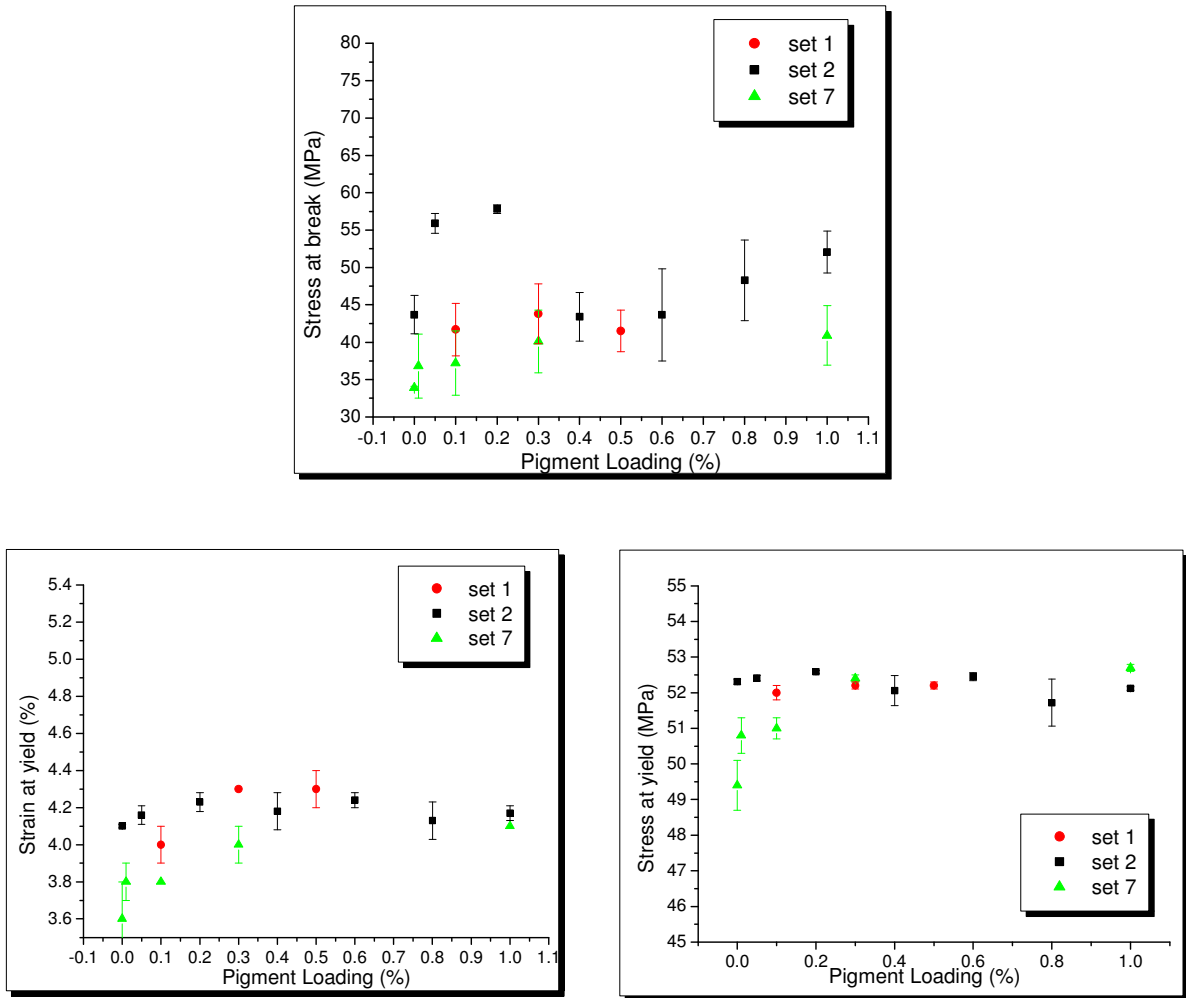 80
75
70
65
60
55
50
45
40
35
30
Stress at break (MPa)
-0.1 0.0 0.1 0.2 0.3 0.4 0.5 0.6 0.7 0.8 0.9 1.0 1.1
Pigment Loading (%)
set 1
set 2
set 7
5.4
5.2
5.0
4.8
4.6
4.4
4.2
4.0
3.8
3.6
Strain at yield (%)
-0.1 0.0 0.1 0.2 0.3 0.4 0.5 0.6 0.7 0.8 0.9 1.0 1.1
Pigment Loading (%)
set 1
set 2
set 7
55
54
53
52
51
50
49
48
47
46
45
Stress at yield (MPa)
0.0 0.2 0.4 0.6 0.8 1.0
Pigment Loading (%)
set 1
set 2
set 7